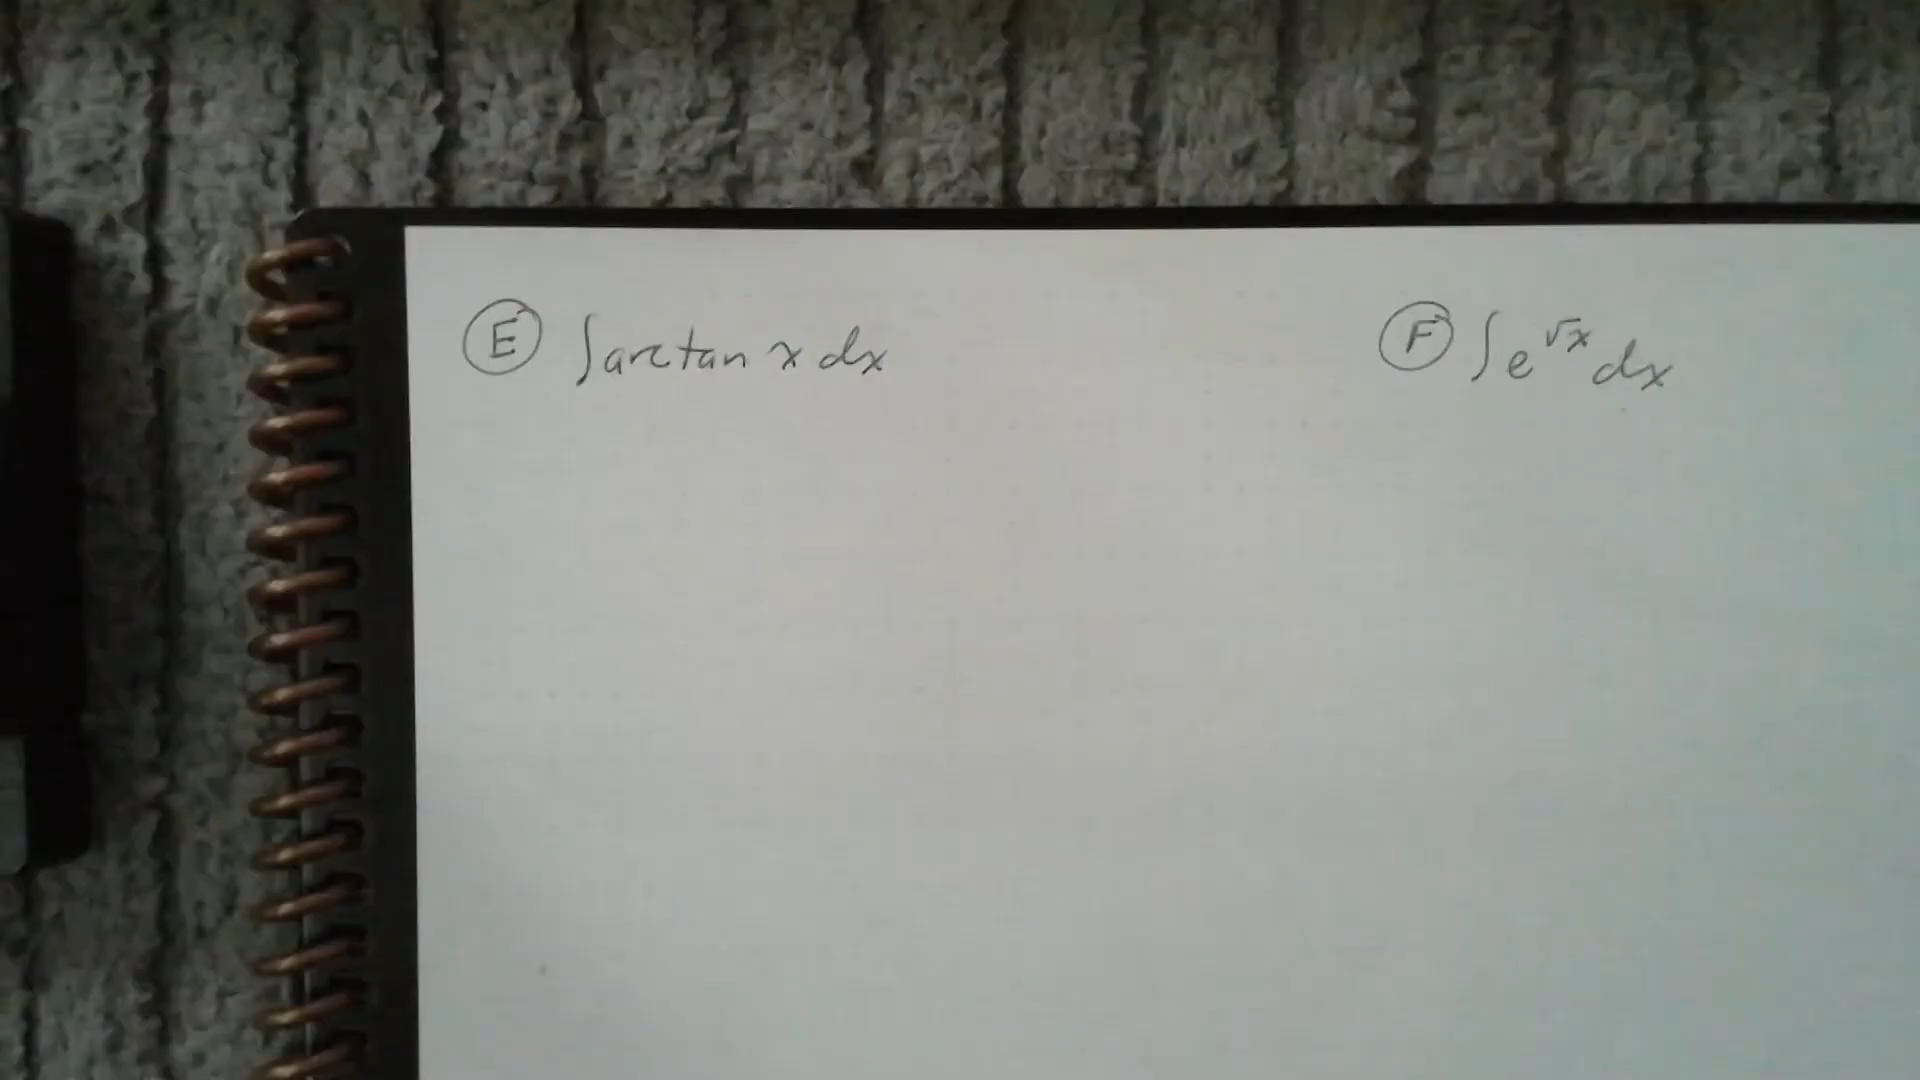 Ⓔ ∫ arctan x dx
Ⓕ ∫ e^√x dx